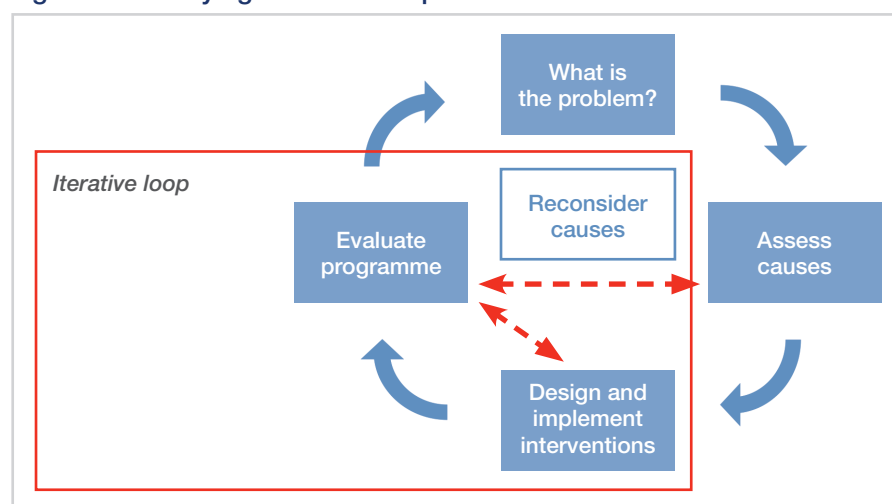 What is
the problem?
Iterative loop
Reconsider
causes
Evaluate
programme
Assess
causes
Design and
implement
interventions